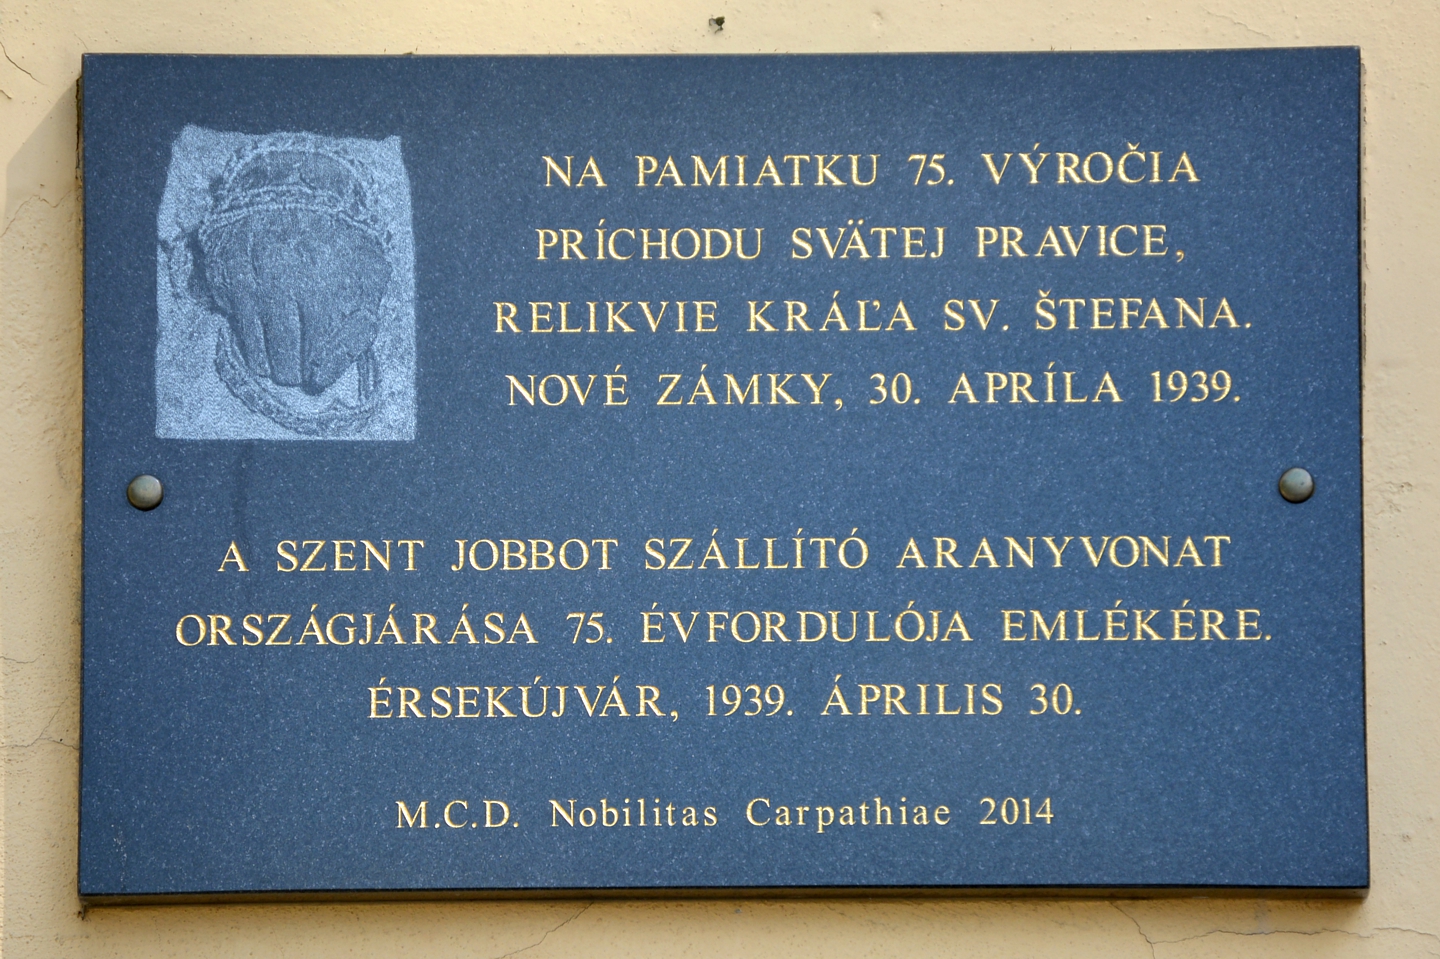 NA PAMIATKU 75. VÝROČIA
PRÍCHODU SVÄTEJ PRAVICE,
RELIKVIE KRÁĽA SV. ŠTEFANA.
NOVÉ ZÁMKY, 30. APRÍLA 1939.
A SZENT JOBBOT SZÁLLÍTÓ ARANYVONAT
ORSZÁGJÁRÁSA 75. ÉVFORDULÓJA EMLÉKÉRE.
ÉRSEKÚJVÁR, 1939. ÁPRILIS 30.
M.C.D. Nobilitas Carpathiae 2014